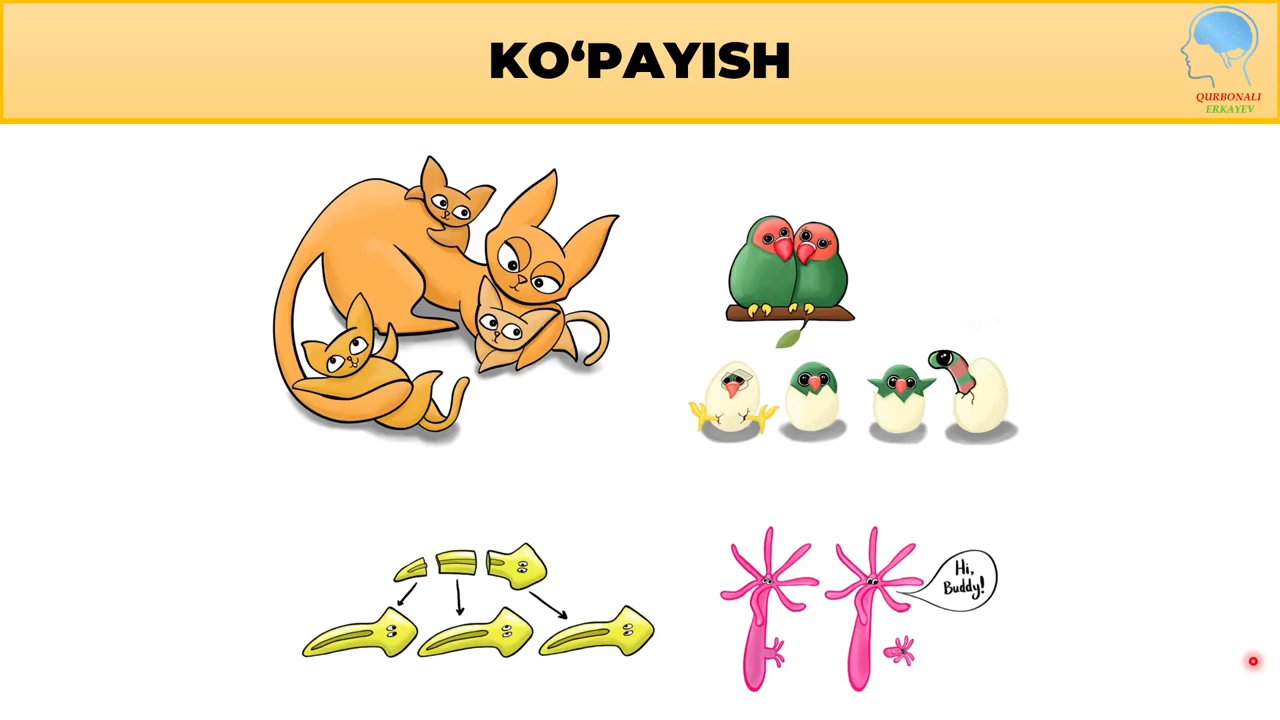 KO‘PAYISH
QURBONALI
ERKAYEV
Hi,
Buddy!